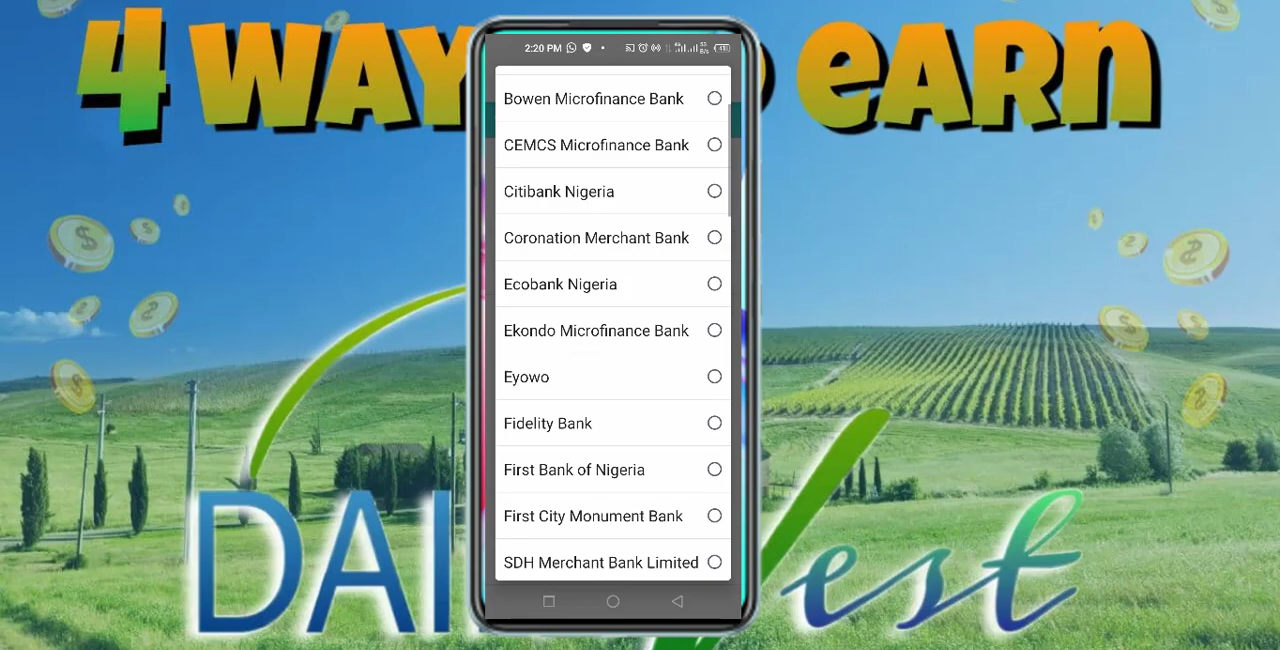 4 WAY
EARN
2:20 PM
Bowen Microfinance Bank
CEMCS Microfinance Bank
Citibank Nigeria
Coronation Merchant Bank
Ecobank Nigeria
Ekondo Microfinance Bank
Eyowo
Fidelity Bank
First Bank of Nigeria
First City Monument Bank
SDH Merchant Bank Limited
DAI
Vest